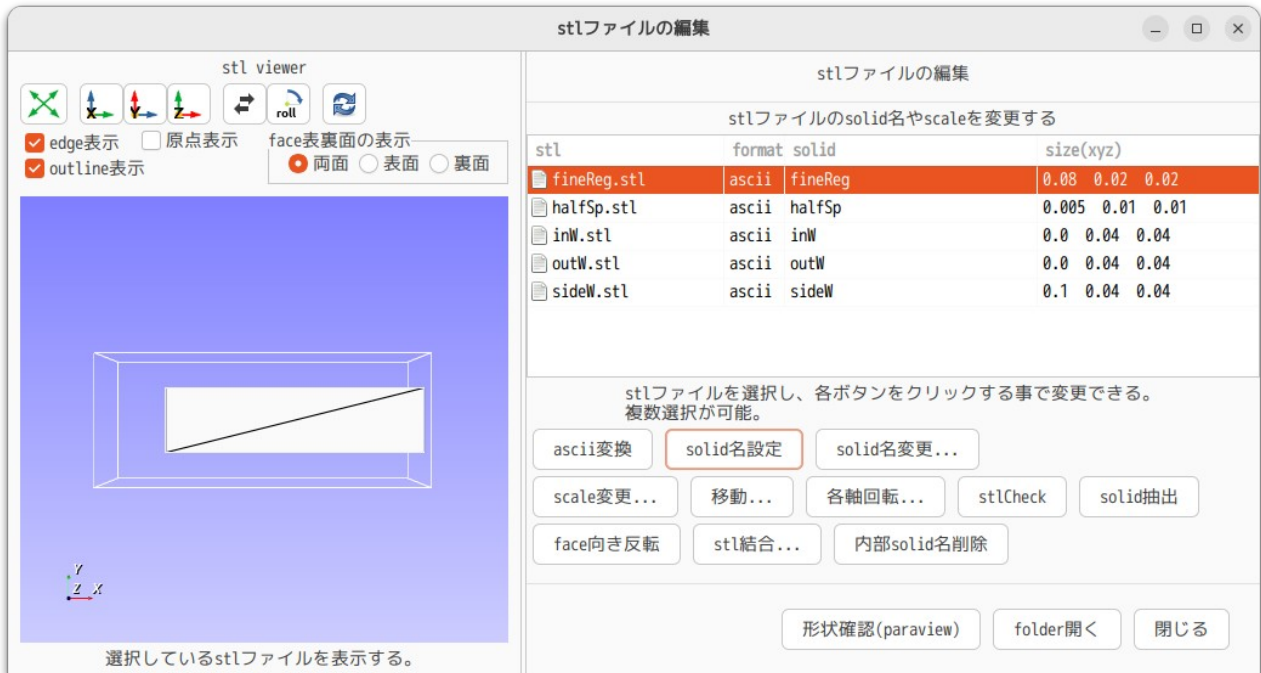 stlファイルの編集
stl viewer
X Y Z roll
edge表示 原点表示 face表裏面の表示
outline表示 両面 表面 裏面
Y
Z X
選択しているstlファイルを表示する。
stlファイルの編集
stlファイルのsolid名やscaleを変更する
stl format solid size(xyz)
fineReg.stl ascii fineReg 0.08 0.02 0.02
halfSp.stl ascii halfSp 0.005 0.01 0.01
inW.stl ascii inW 0.0 0.04 0.04
outW.stl ascii outW 0.0 0.04 0.04
sideW.stl ascii sideW 0.1 0.04 0.04
stlファイルを選択し、各ボタンをクリックする事で変更できる。
複数選択が可能。
ascii変換 solid名設定 solid名変更...
scale変更... 移動... 各軸回転... stlCheck solid抽出
face向き反転 stl結合... 内部solid名削除
形状確認(paraview) folder開く 閉じる